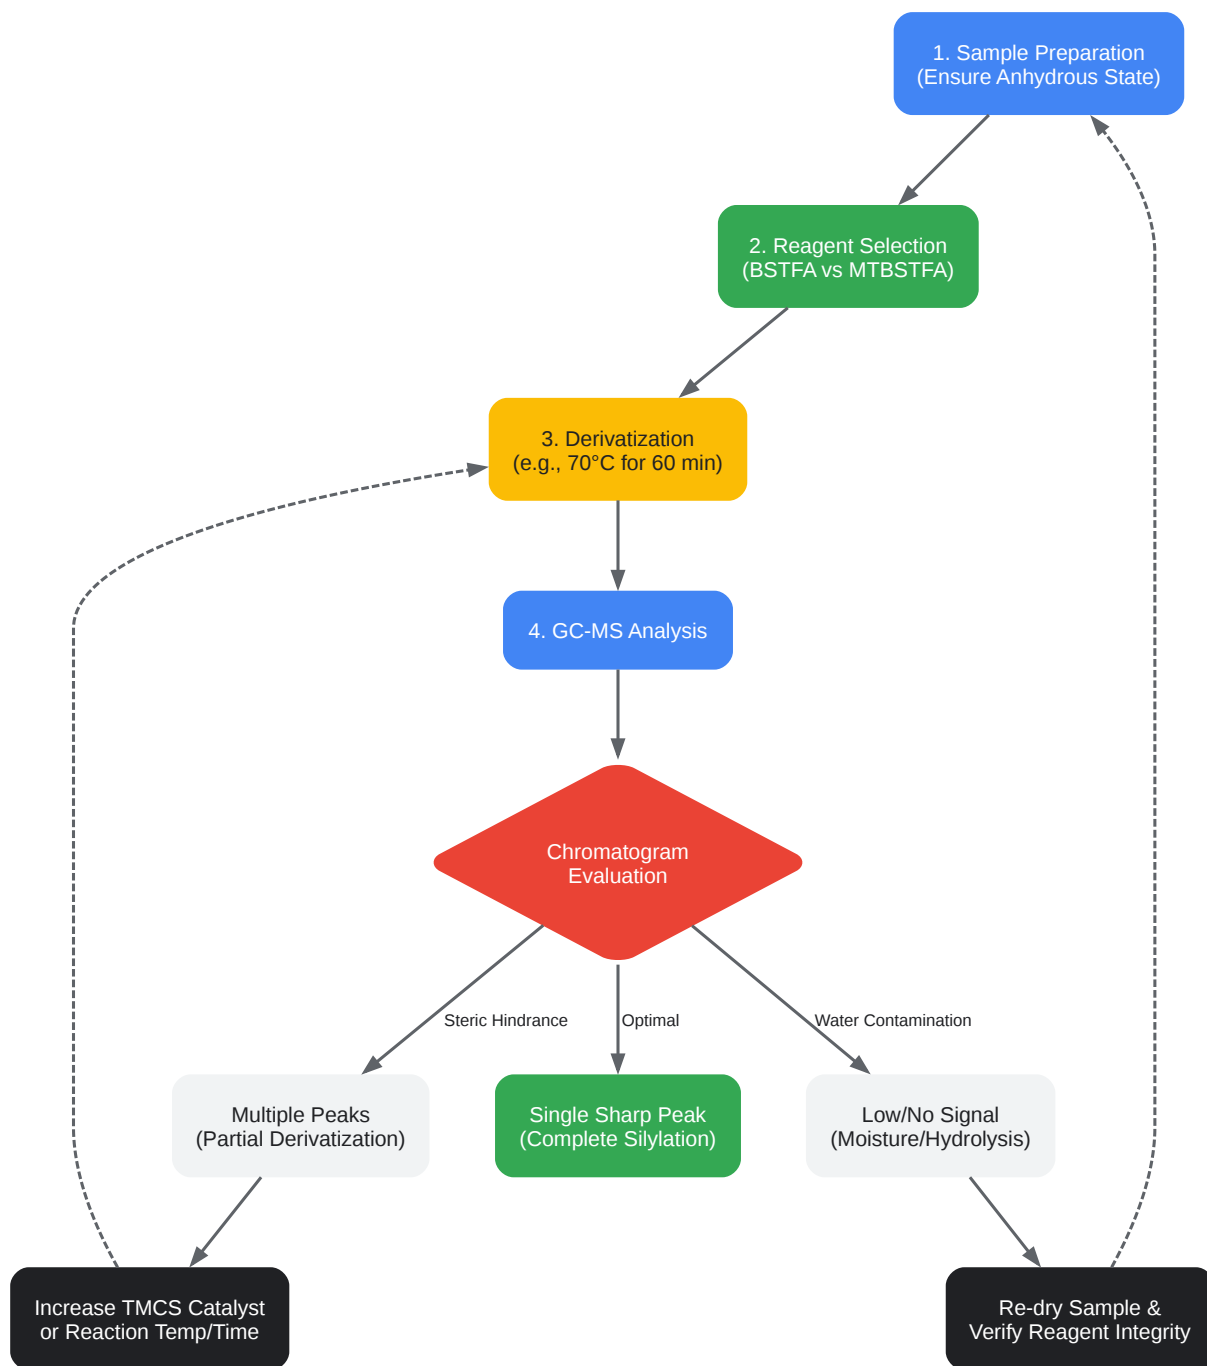 1. Sample Preparation
(Ensure Anhydrous State)
2. Reagent Selection
(BSTFA vs MTBSTFA)
3. Derivatization
(e.g., 70°C for 60 min)
4. GC-MS Analysis
Chromatogram
Evaluation
Steric Hindrance
Optimal
Water Contamination
Multiple Peaks
(Partial Derivatization)
Single Sharp Peak
(Complete Silylation)
Low/No Signal
(Moisture/Hydrolysis)
Increase TMCS Catalyst
or Reaction Temp/Time
Re-dry Sample &
Verify Reagent Integrity